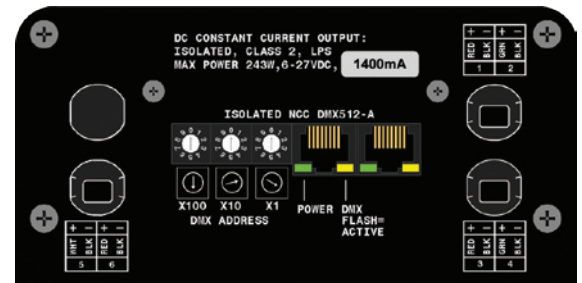 DC CONSTANT CURRENT OUTPUT:
ISOLATED, CLASS 2, LPS
MAX POWER 243W,6-27VDC, 1400mA
+ - + -
RED BLK GRN BLK
1 2
ISOLATED NCC DMX512-A
X100 X10 X1
DMX ADDRESS
POWER DMX
FLASH=
ACTIVE
+ - + -
WHT BLK RED BLK
5 6
+ - + -
RED BLK GRN BLK
3 4